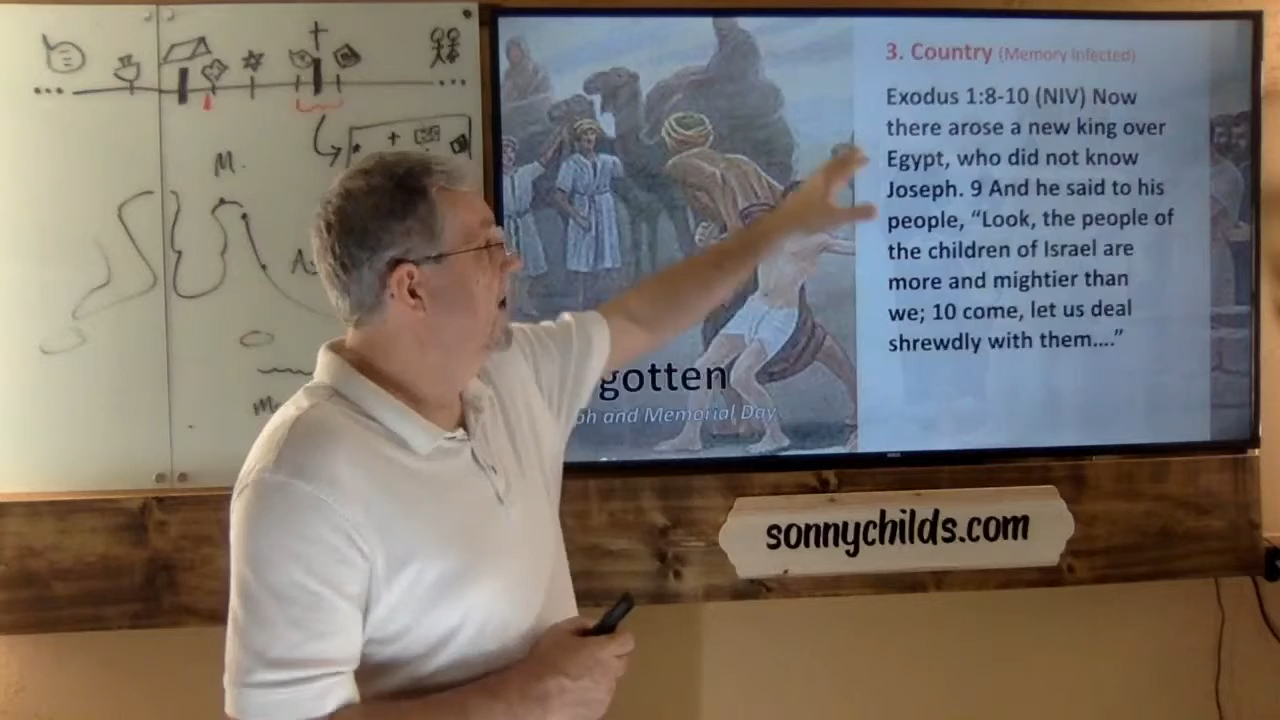 M.
3. Country (Memory Infected)
Exodus 1:8-10 (NIV) Now
there arose a new king over
Egypt, who did not know
Joseph. 9 And he said to his
people, “Look, the people of
the children of Israel are
more and mightier than
we; 10 come, let us deal
shrewdly with them....”
gotten
ph and Memorial Day
sonnychilds.com